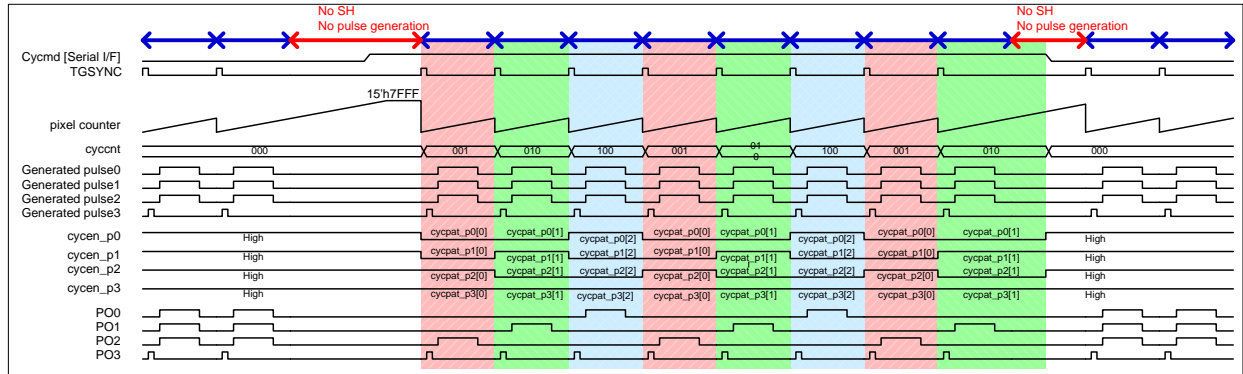 No SH
No pulse generation
No SH
No pulse generation
Cycmd [Serial I/F]
TGSYNC
15'h7FFF
pixel counter
cyccnt 000 001 010 100 001 01 0 100 001 010 000
Generated pulse0
Generated pulse1
Generated pulse2
Generated pulse3
cycen_p0 High cycpat_p0[0] cycpat_p0[1] cycpat_p0[2] cycpat_p0[0] cycpat_p0[1] cycpat_p0[2] cycpat_p0[0] cycpat_p0[1] High
cycen_p1 High cycpat_p1[0] cycpat_p1[1] cycpat_p1[2] cycpat_p1[0] cycpat_p1[1] cycpat_p1[2] cycpat_p1[0] cycpat_p1[1] High
cycen_p2 High cycpat_p2[0] cycpat_p2[1] cycpat_p2[2] cycpat_p2[0] cycpat_p2[1] cycpat_p2[2] cycpat_p2[0] cycpat_p2[1] High
cycen_p3 High cycpat_p3[0] cycpat_p3[1] cycpat_p3[2] cycpat_p3[0] cycpat_p3[1] cycpat_p3[2] cycpat_p3[0] cycpat_p3[1] High
PO0
PO1
PO2
PO3